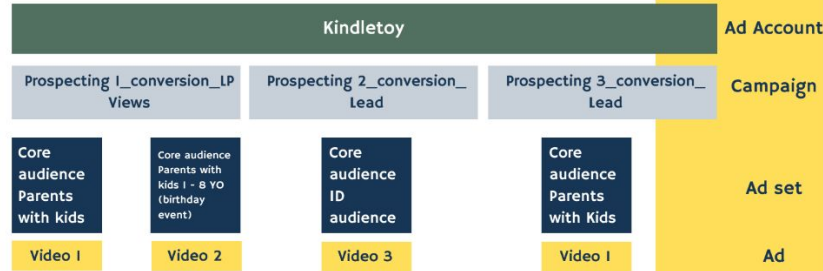 Kindletoy
Ad Account
Prospecting 1_conversion_LP
Views
Prospecting 2_conversion_
Lead
Prospecting 3_conversion_
Lead
Campaign
Core
audience
Parents
with kids
Core audience
Parents with
kids 1 - 8 YO
(birthday
event)
Core
audience
ID
audience
Core
audience
Parents
with Kids
Ad set
Video 1
Video 2
Video 3
Video 1
Ad